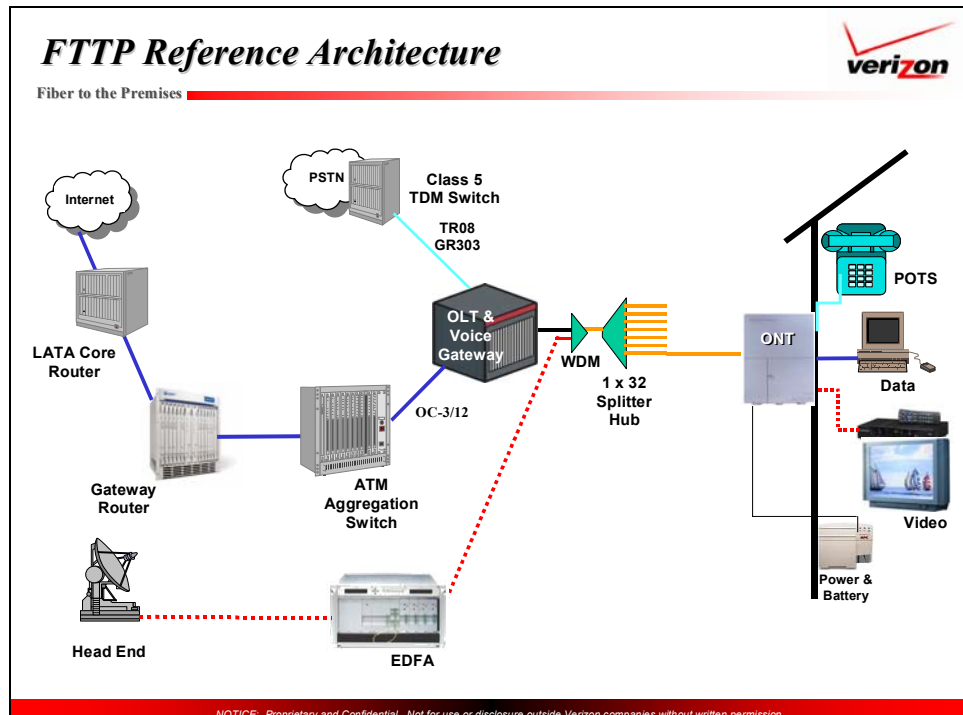 FTTP Reference Architecture
verizon
Fiber to the Premises
Internet
PSTN
Class 5
TDM Switch
TR08
GR303
POTS
LATA Core
Router
OLT &
Voice
Gateway
WDM
1 x 32
Splitter
Hub
ONT
Data
OC-3/12
Gateway
Router
ATM
Aggregation
Switch
Video
Power &
Battery
Head End
EDFA
NOTICE: Proprietary and Confidential. Not for use or disclosure outside Verizon companies without written permission